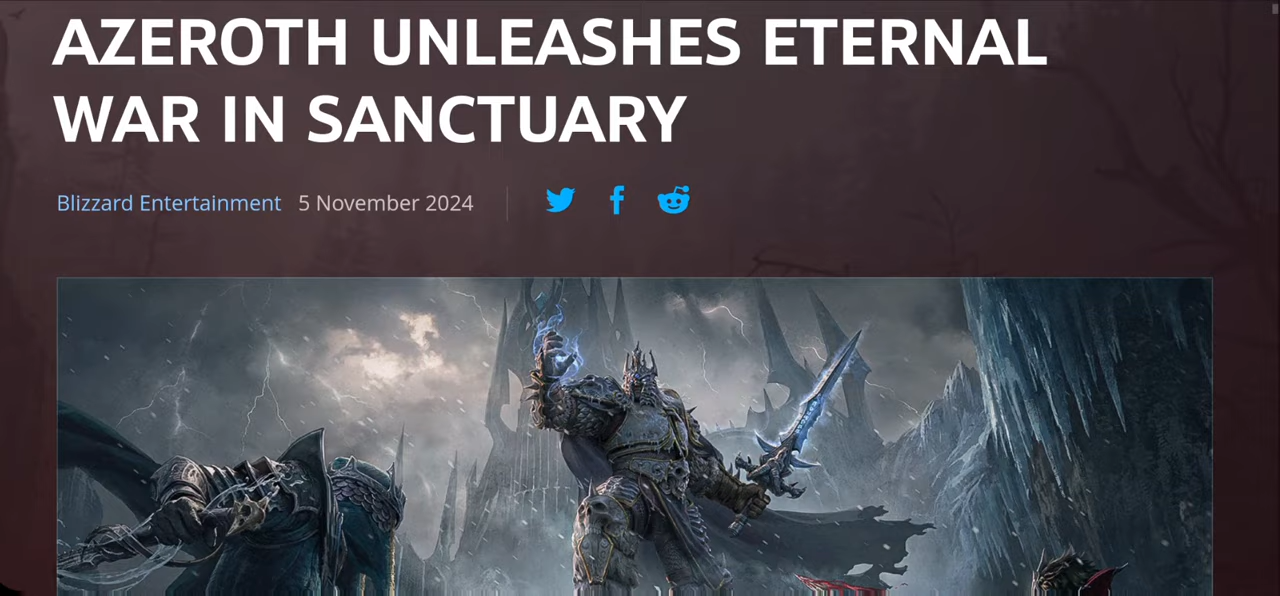 AZEROTH UNLEASHES ETERNAL
WAR IN SANCTUARY
Blizzard Entertainment 5 November 2024